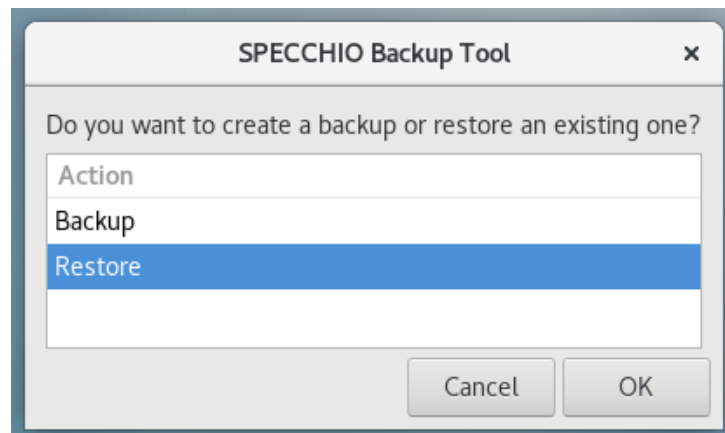 SPECCHIO Backup Tool ×
Do you want to create a backup or restore an existing one?
Action
Backup
Restore
Cancel OK